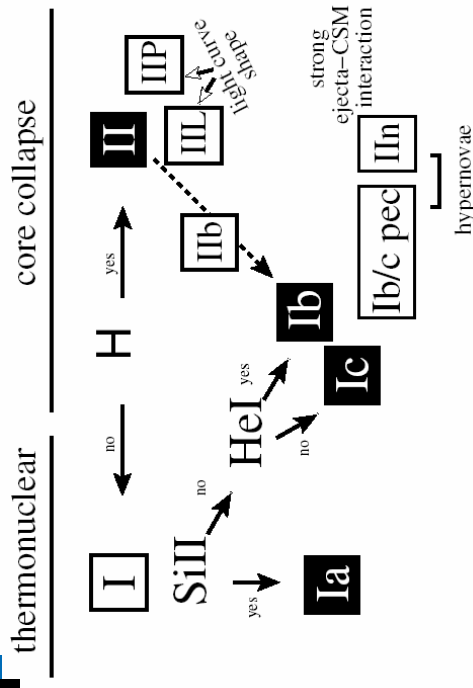 thermonuclear
core collapse
I
no
H
yes
II
IIP
IIL
light curve
shape
SiII
no
HeI
yes
no
yes
IIb
Ia
Ib
Ic
Ib/c pec
IIn
strong
ejecta–CSM
interaction
hypernovae